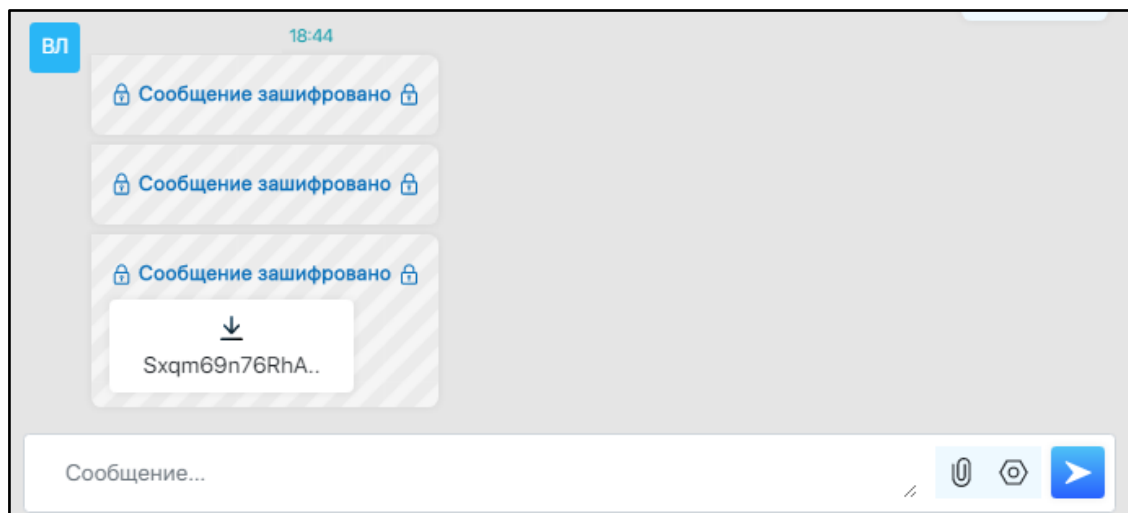 ВЛ
18:44
Сообщение зашифровано
Сообщение зашифровано
Сообщение зашифровано
Sxqm69n76RhA..
Сообщение...